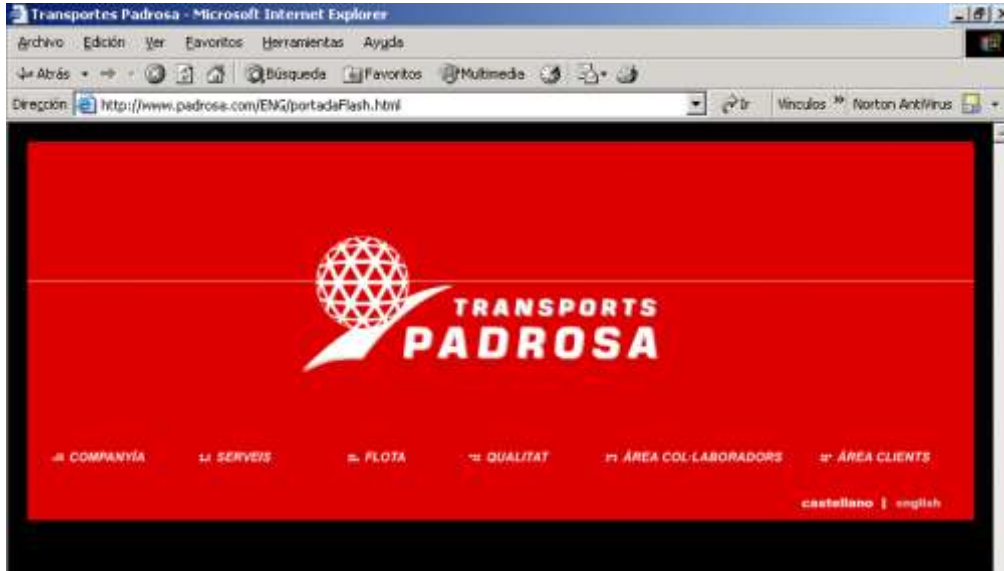 Transportes Padrosa - Microsoft Internet Explorer
Archivo Edición Ver Favoritos Herramientas Ayuda
Atrás Búsqueda Favoritos Multimedia
Dirección http://www.padrosa.com/ENG/portadaFlash.html Ir Vínculos » Norton AntiVirus
TRANSPORTS
PADROSA
COMPANYÍA SERVEIS FLOTA QUALITAT ÁREA COL·LABORADORS ÁREA CLIENTS
castellano | english